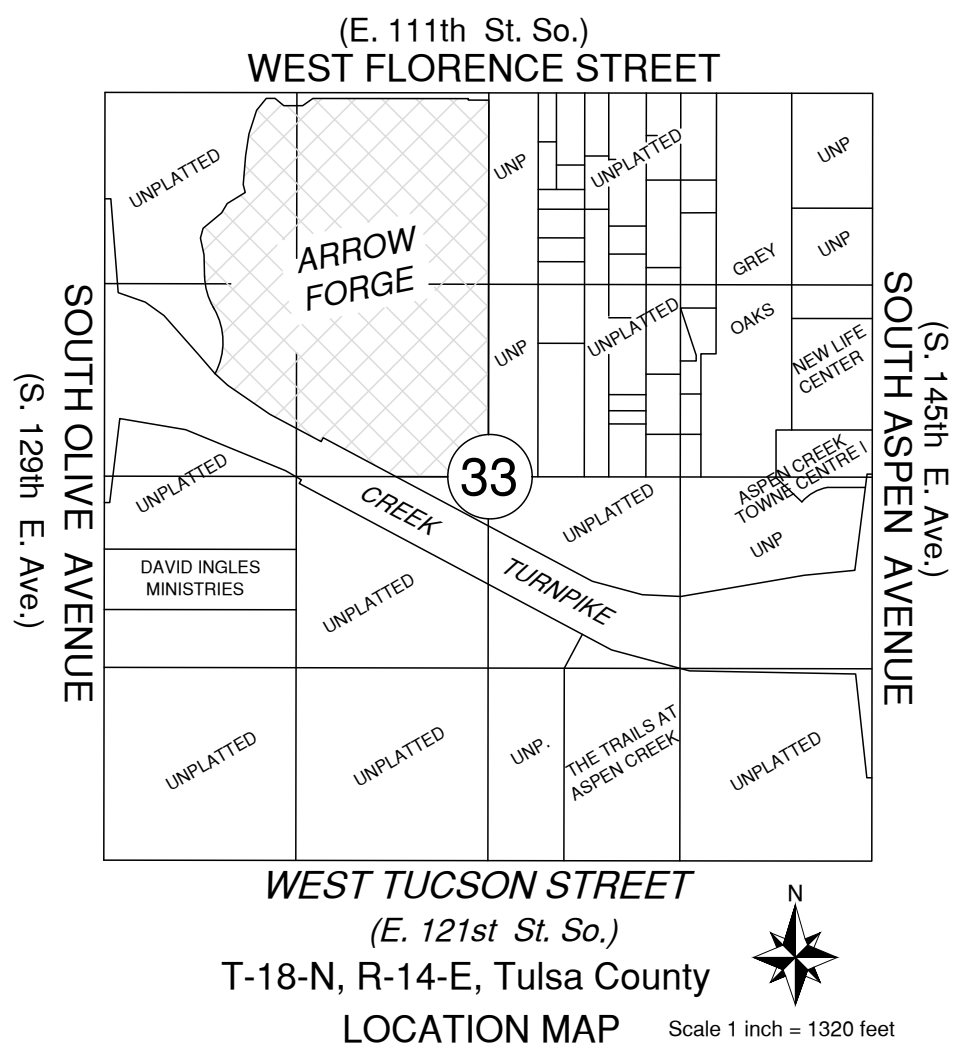 (E. 111th St. So.)
WEST FLORENCE STREET
UNPLATTED
UNP
UNPLATTED
UNP
ARROW
FORGE
GREY
OAKS
UNP
UNP
UNPLATTED
NEW LIFE
CENTER
SOUTH OLIVE AVENUE
(S. 129th E. Ave.)
SOUTH ASPEN AVENUE
(S. 145th E. Ave.)
33
UNPLATTED
CREEK
TURNPIKE
UNPLATTED
ASPEN CREEK
TOWNE CENTRE I
UNP
DAVID INGLES
MINISTRIES
UNPLATTED
UNPLATTED
UNPLATTED
UNP.
THE TRAILS AT
ASPEN CREEK
UNPLATTED
WEST TUCSON STREET
(E. 121st St. So.)
T-18-N, R-14-E, Tulsa County
LOCATION MAP
N
Scale 1 inch = 1320 feet